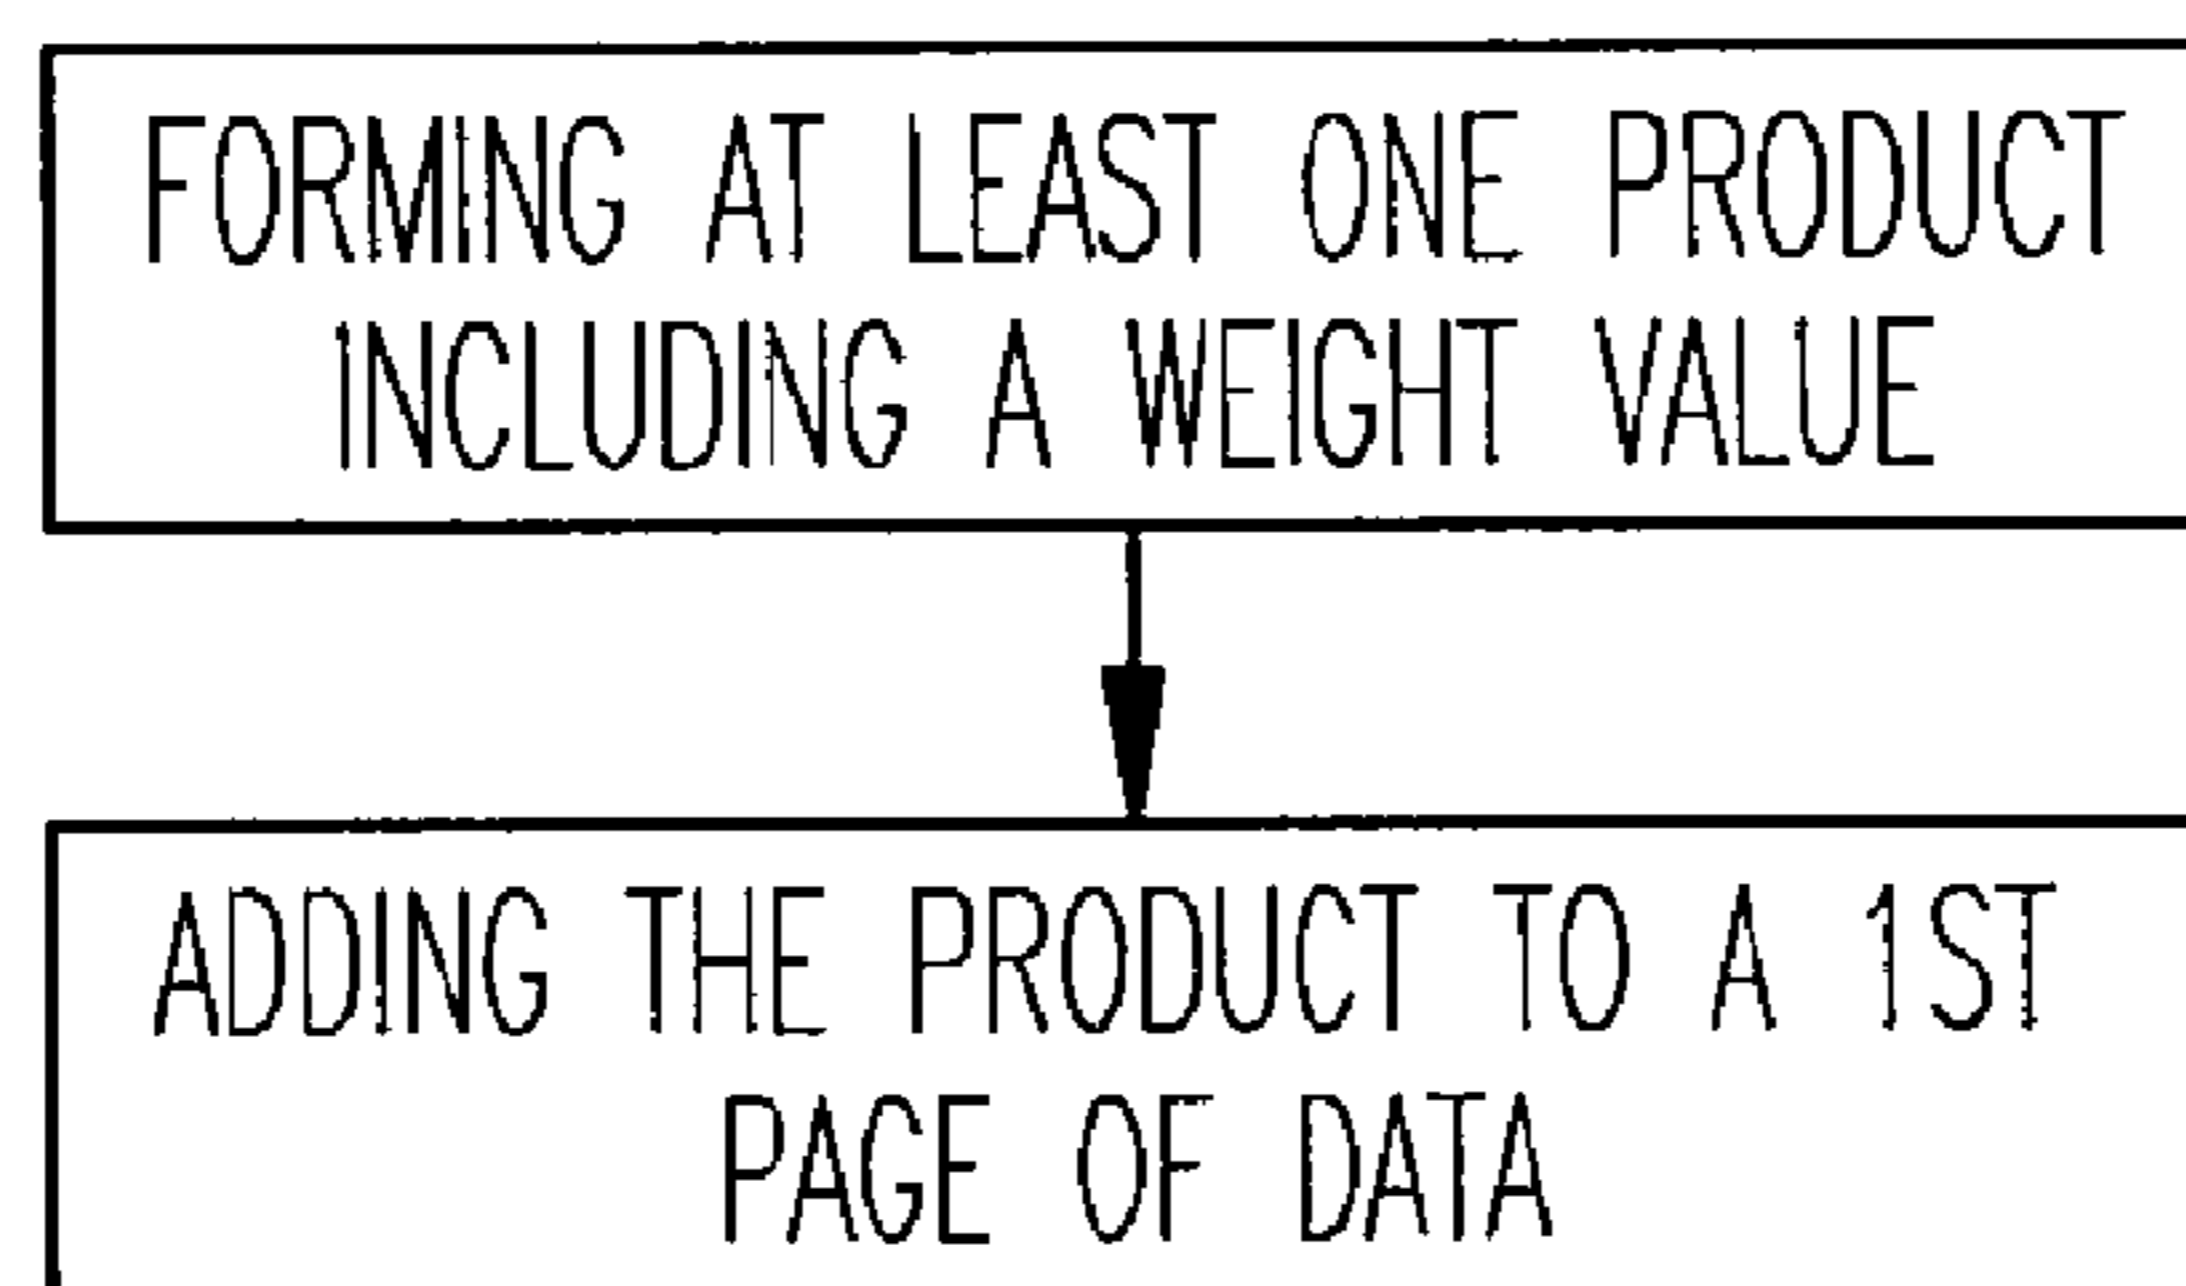 FORMING AT LEAST ONE PRODUCT
INCLUDING A WEIGHT VALUE
ADDING THE PRODUCT TO A 1ST
PAGE OF DATA